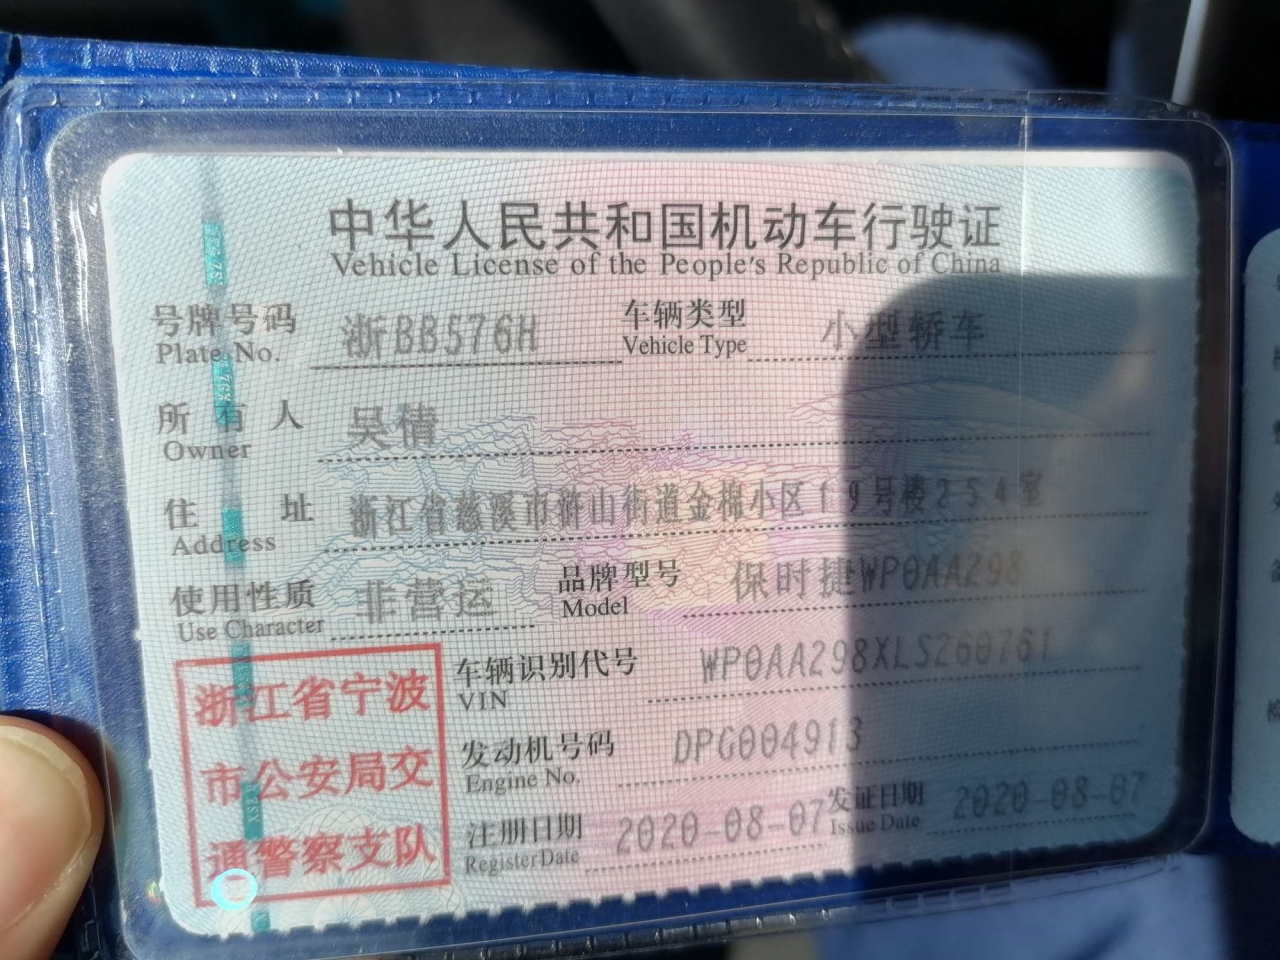 中华人民共和国机动车行驶证
Vehicle License of the People's Republic of China
号牌号码 浙BB576H 车辆类型 小型轿车
Plate No. Vehicle Type
所有人 吴倩
Owner
住址 浙江省慈溪市浒山街道金棉小区19号楼254室
Address
使用性质 非营运 品牌型号 保时捷WP0AA298
Use Character Model
车辆识别代号 WP0AA298XLS260761
VIN
发动机号码 DPG004913
Engine No.
注册日期 2020-08-07 发证日期 2020-08-07
Register Date Issue Date
浙江省宁波
市公安局交
通警察支队